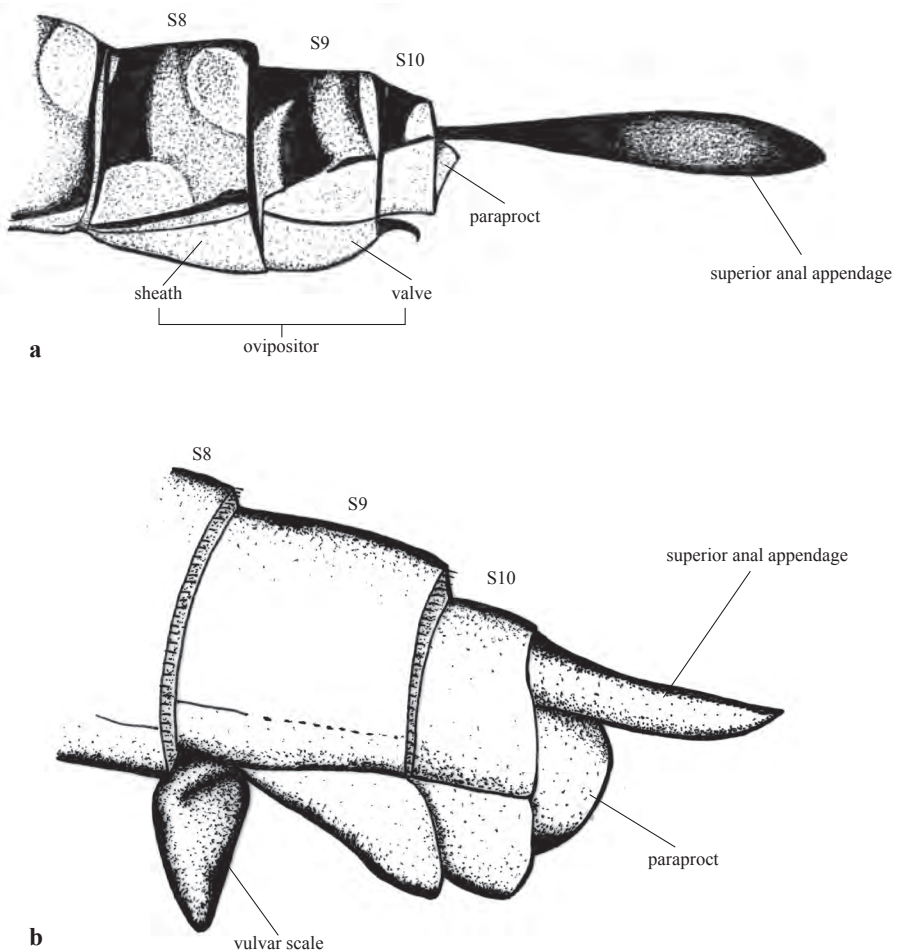 S8
S9
S10
paraproct
superior anal appendage
sheath
valve
ovipositor
a
S8
S9
S10
superior anal appendage
paraproct
vulvar scale
b